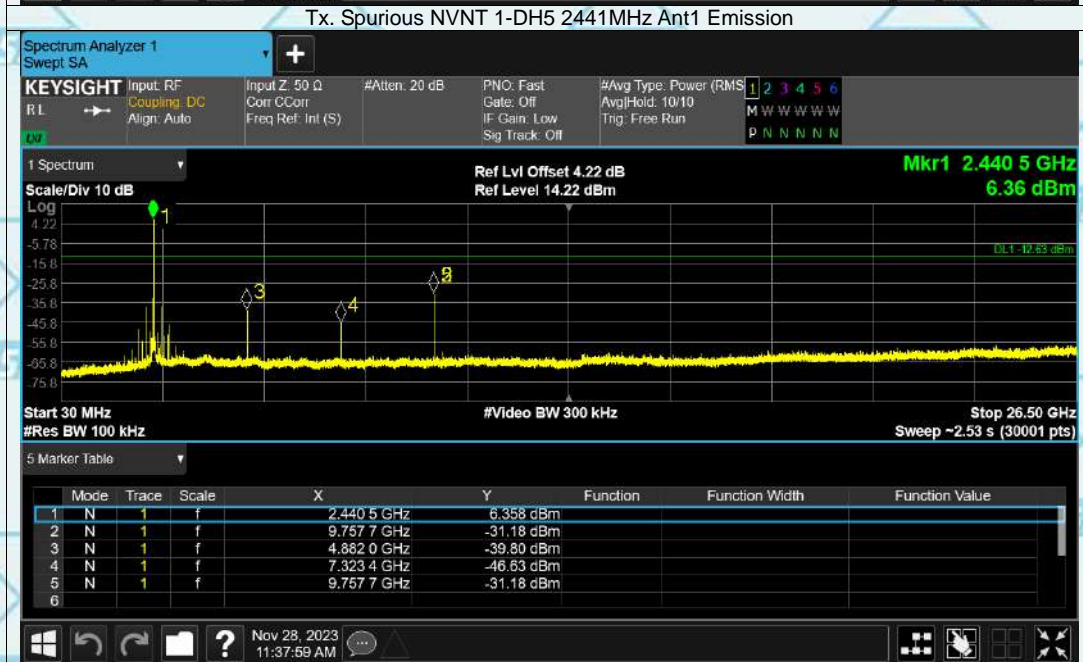 Tx. Spurious NVNT 1-DH5 2441MHz Ant1 Emission
Spectrum Analyzer 1
Swept SA
+
KEYSIGHT Input: RF Input Z: 50 Ω #Atten: 20 dB PNO: Fast #Avg Type: Power (RMS 1 2 3 4 5 6
RL Coupling: DC Corr CCorr Gate: Off Avg|Hold: 10/10 M W W W W W
Align: Auto Freq Ref: Int (S) IF Gain: Low Trig: Free Run
Sig Track: Off P N N N N N
LXI
1 Spectrum Ref Lvl Offset 4.22 dB Mkr1 2.440 5 GHz
Scale/Div 10 dB Ref Level 14.22 dBm 6.36 dBm
Log
1
4.22
-5.78
DL1 -12.63 dBm
-15.8
-25.8
3
-35.8
4
-45.8
-55.8
-65.8
-75.8
Start 30 MHz #Video BW 300 kHz Stop 26.50 GHz
#Res BW 100 kHz Sweep ~2.53 s (30001 pts)
5 Marker Table
Mode Trace Scale X Y Function Function Width Function Value
1 N 1 f 2.440 5 GHz 6.358 dBm
2 N 1 f 9.757 7 GHz -31.18 dBm
3 N 1 f 4.882 0 GHz -39.80 dBm
4 N 1 f 7.323 4 GHz -46.63 dBm
5 N 1 f 9.757 7 GHz -31.18 dBm
6
? Nov 28, 2023
11:37:59 AM